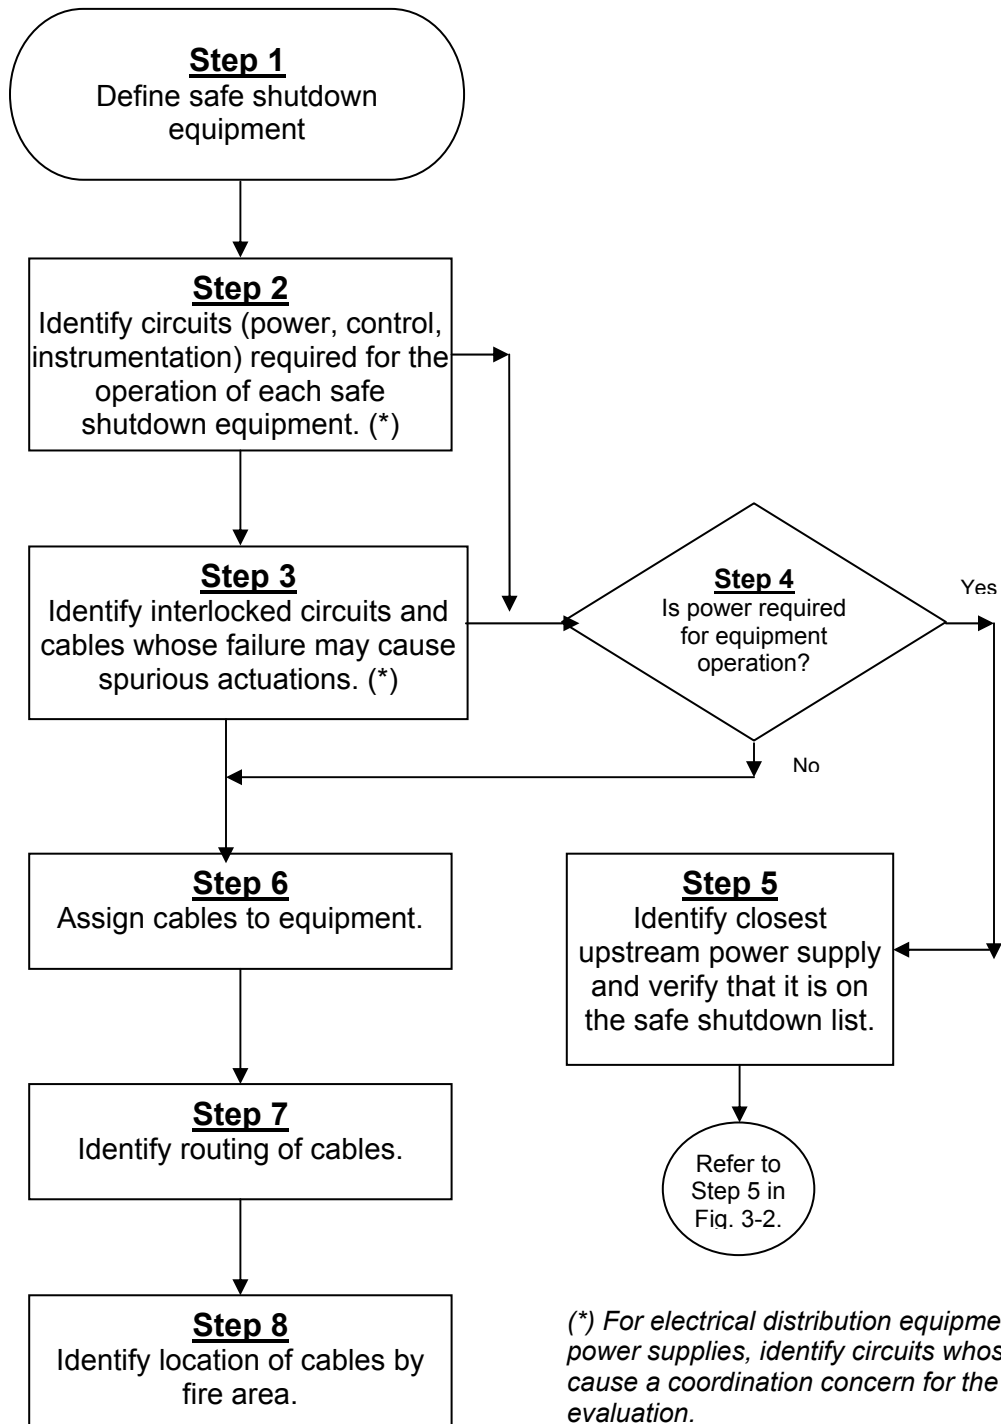 Step 1
Define safe shutdown
equipment
Step 2
Identify circuits (power, control,
instrumentation) required for the
operation of each safe
shutdown equipment. (*)
Step 3
Identify interlocked circuits and
cables whose failure may cause
spurious actuations. (*)
Step 4
Is power required
for equipment
operation?
Yes
No
Step 6
Assign cables to equipment.
Step 5
Identify closest
upstream power supply
and verify that it is on
the safe shutdown list.
Step 7
Identify routing of cables.
Refer to
Step 5 in
Fig. 3-2.
Step 8
Identify location of cables by
fire area.
(*) For electrical distribution equipme
power supplies, identify circuits whos
cause a coordination concern for the
evaluation.